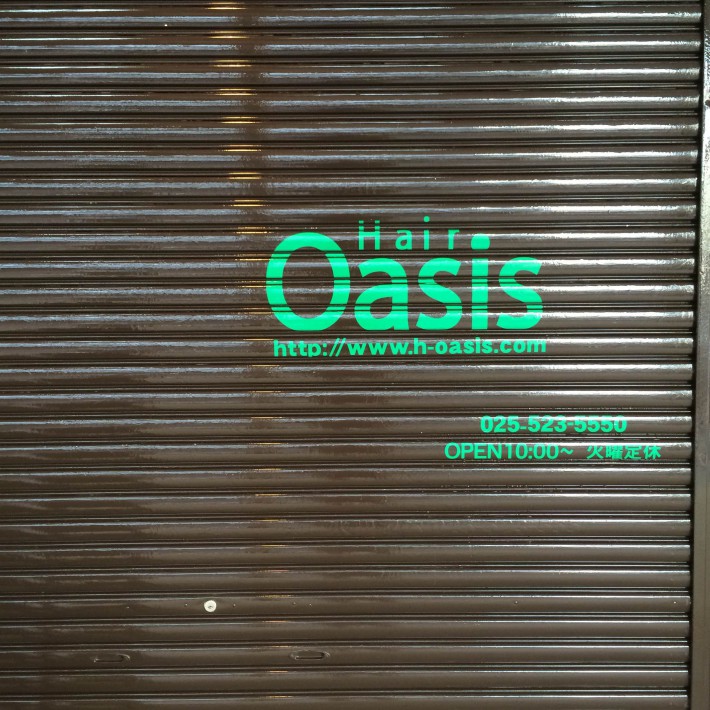 Hair
Oasis
http://www.h-oasis.com
025-523-5550
OPEN10:00~ 火曜定休